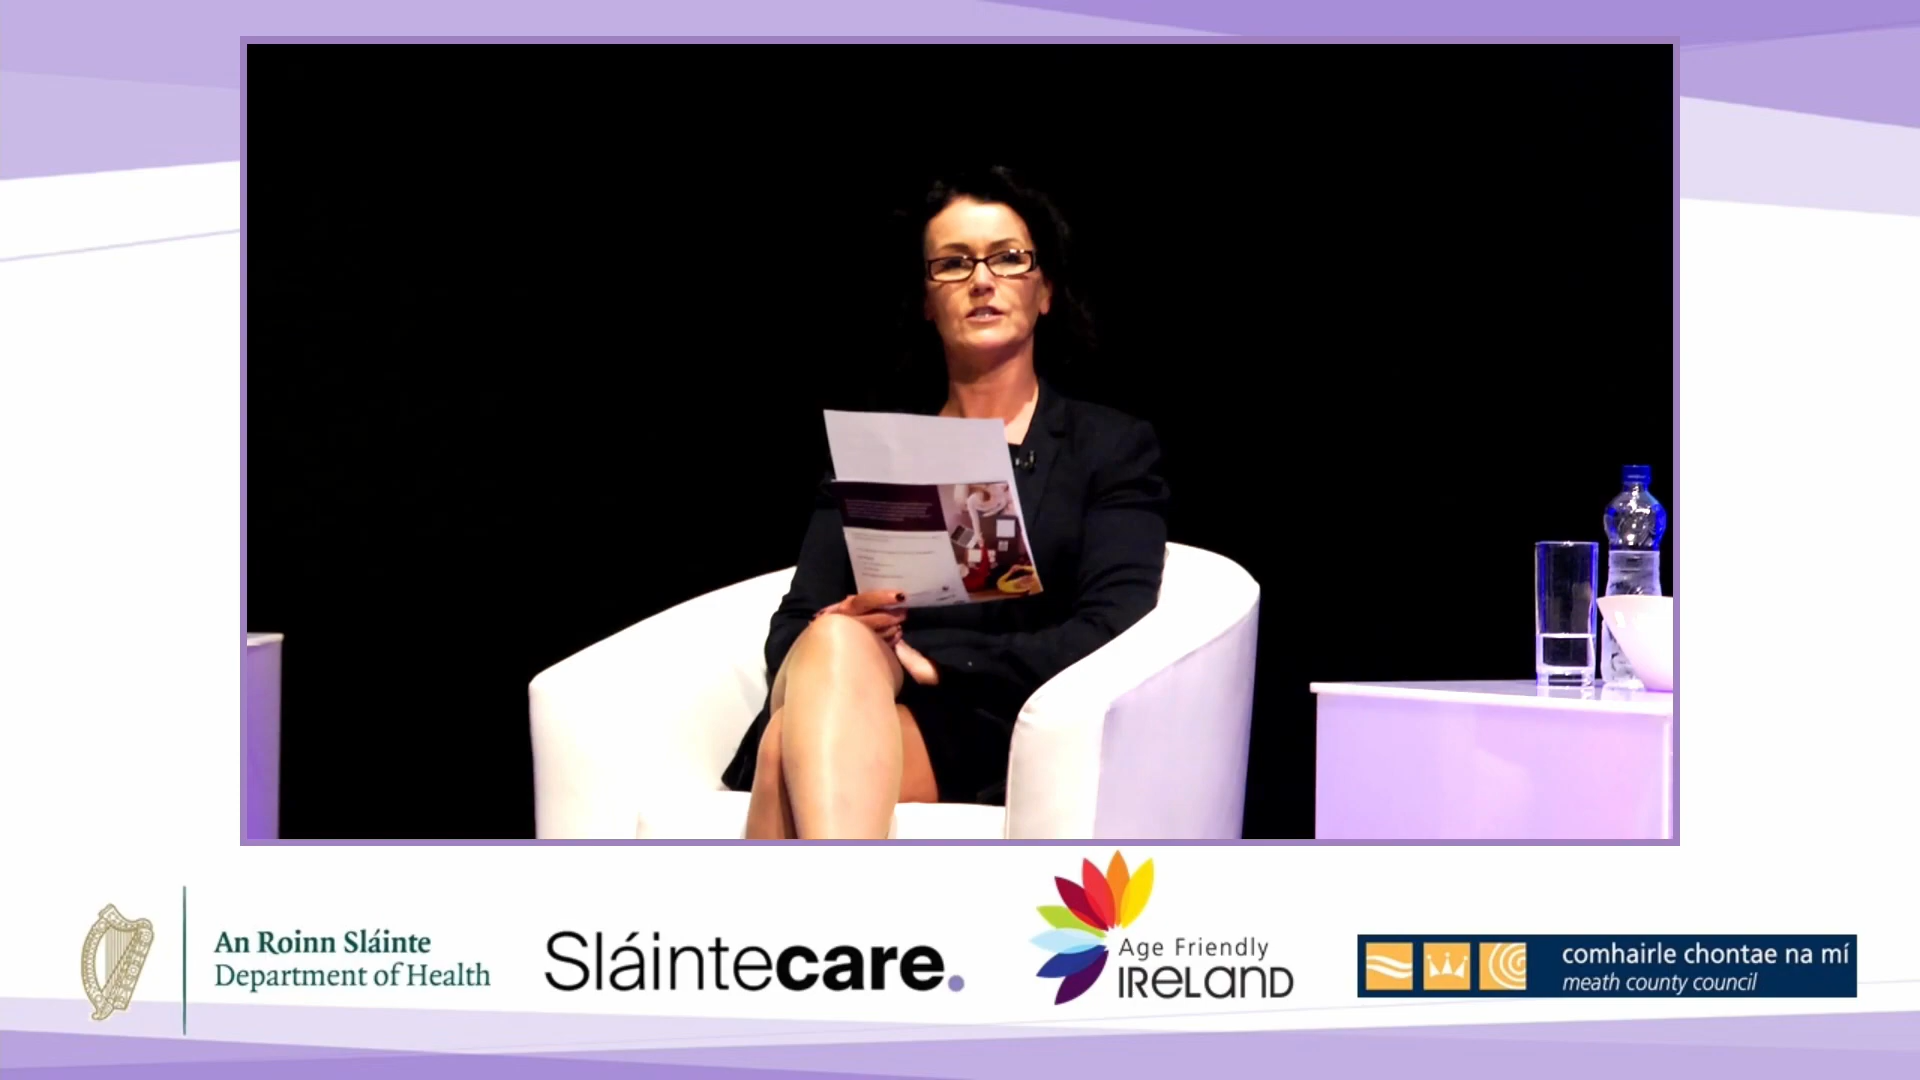 An Roinn Sláinte
Department of Health
Sláintecare.
Age Friendly
IRELAND
comhairle chontae na mí
meath county council